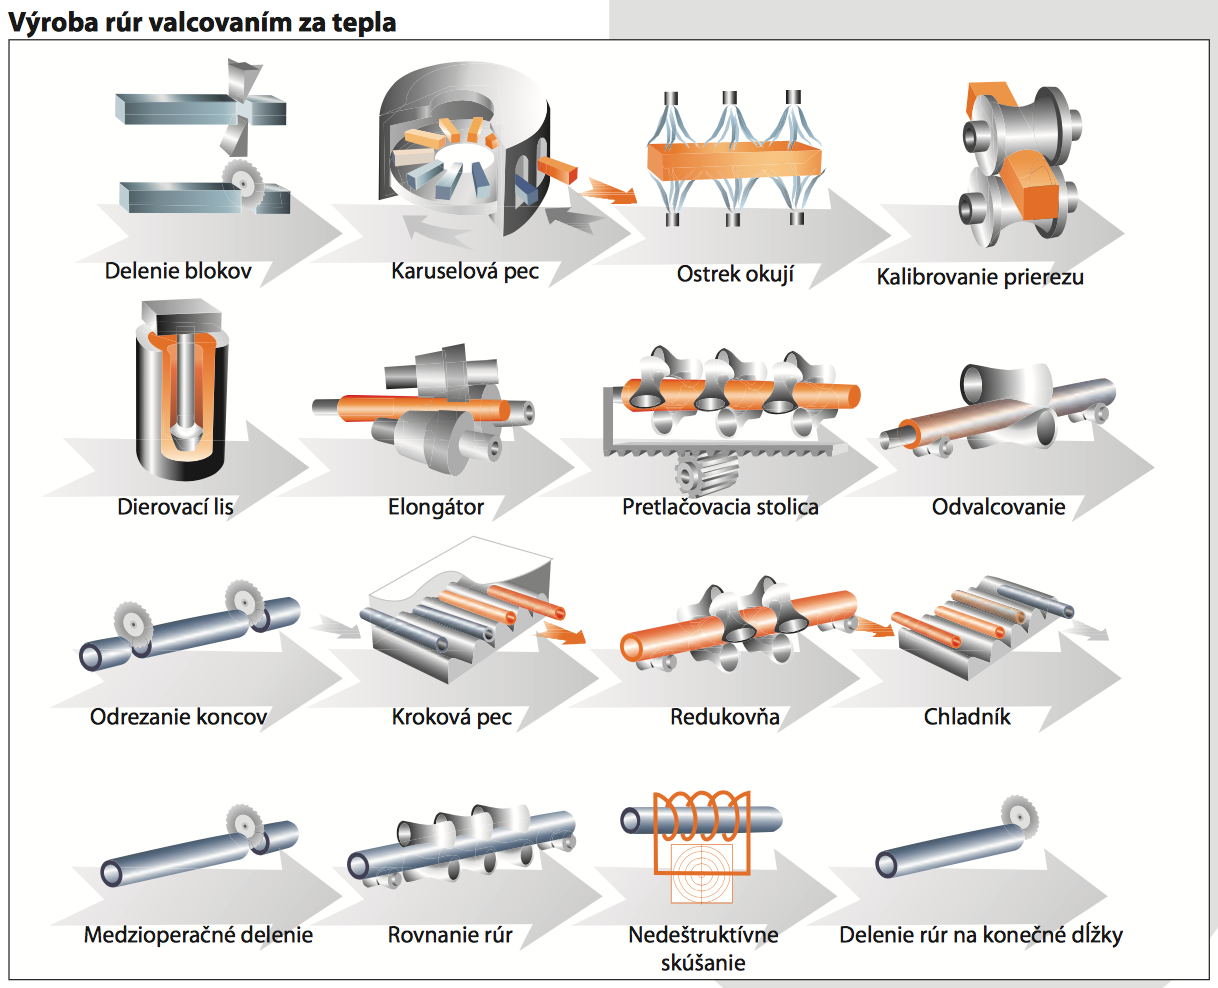 Výroba rúr valcovaním za tepla
Delenie blokov
Karuselová pec
Ostrek okují
Kalibrovanie prierezu
Dierovací lis
Elongátor
Pretlačovacia stolica
Odvalcovanie
Odrezanie koncov
Kroková pec
Redukovňa
Chladník
Medzioperačné delenie
Rovnanie rúr
Nedeštruktívne
skúšanie
Delenie rúr na konečné dĺžky